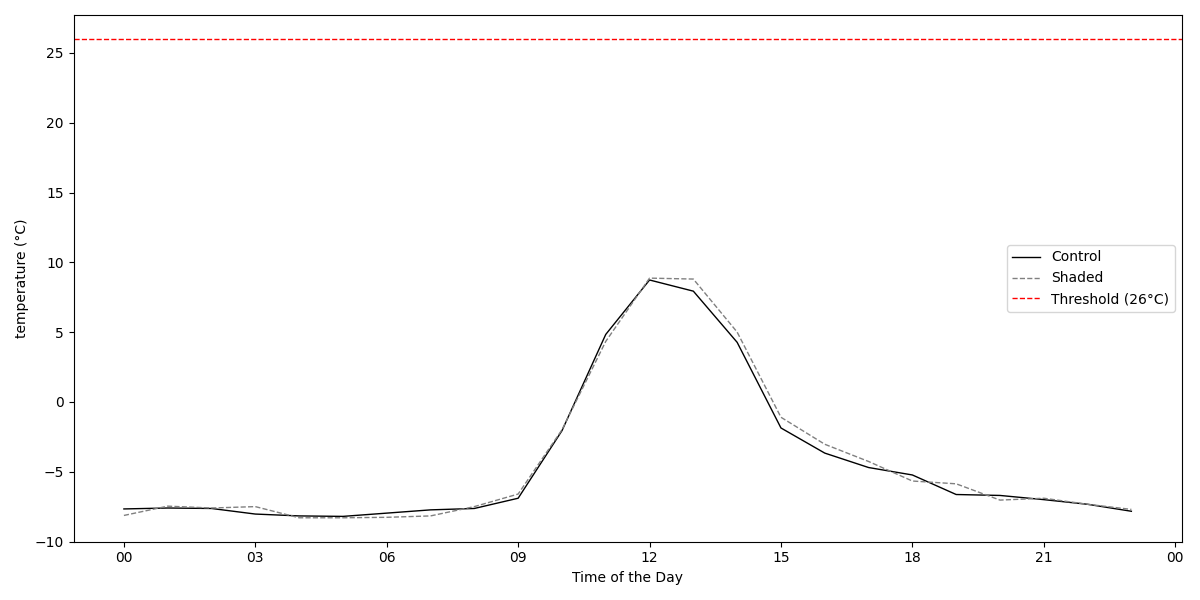 25
20
15
10
5
0
−5
−10
temperature (°C)
Control
Shaded
Threshold (26°C)
00 03 06 09 12 15 18 21 00
Time of the Day